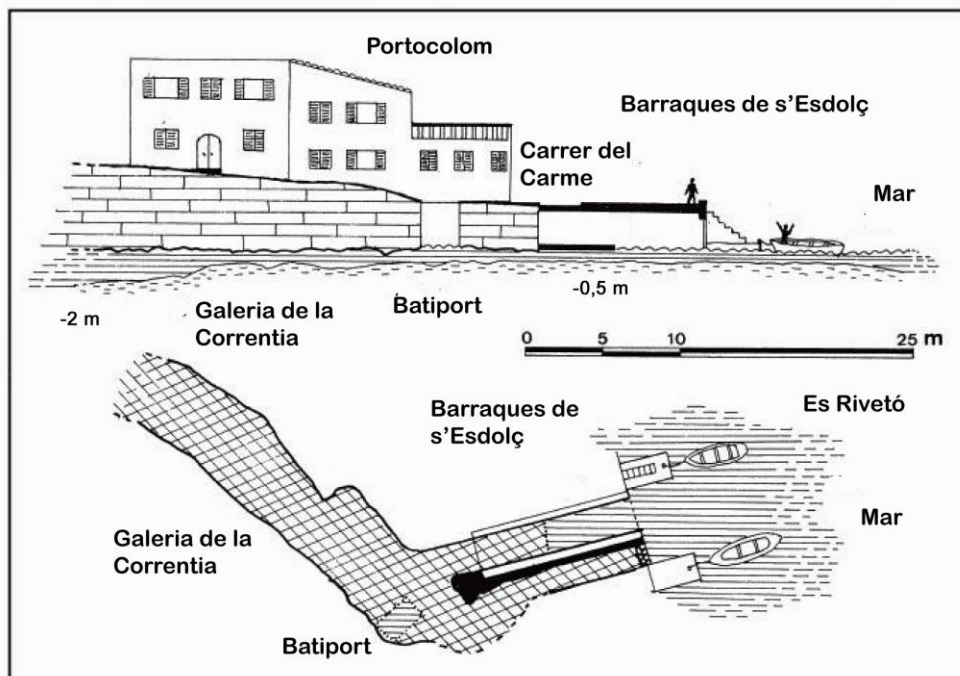 Portocolom
Barraques de s'Esdolç
Carrer del
Carme
Mar
-2 m
Galeria de la
Correntia
Batiport
-0,5 m
0 5 10 25 m
Barraques de
s'Esdolç
Es Rivetó
Mar
Galeria de la
Correntia
Batiport